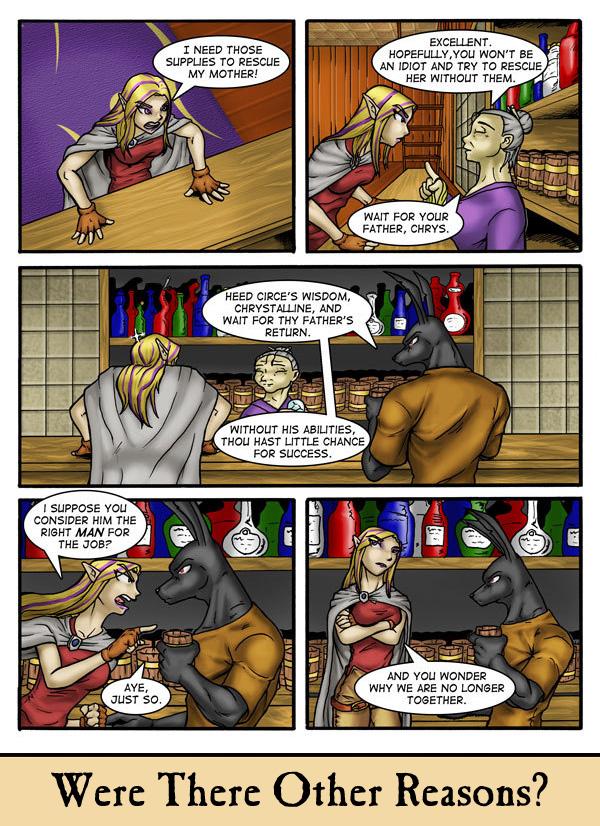 I NEED THOSE
SUPPLIES TO RESCUE
MY MOTHER!
EXCELLENT.
HOPEFULLY,YOU WON'T BE
AN IDIOT AND TRY TO RESCUE
HER WITHOUT THEM.
WAIT FOR YOUR
FATHER, CHRYS.
HEED CIRCE'S WISDOM,
CHRYSTALLINE, AND
WAIT FOR THY FATHER'S
RETURN.
WITHOUT HIS ABILITIES,
THOU HAST LITTLE CHANCE
FOR SUCCESS.
I SUPPOSE YOU
CONSIDER HIM THE
RIGHT MAN FOR
THE JOB?
AYE,
JUST SO.
AND YOU WONDER
WHY WE ARE NO LONGER
TOGETHER.
Were There Other Reasons?